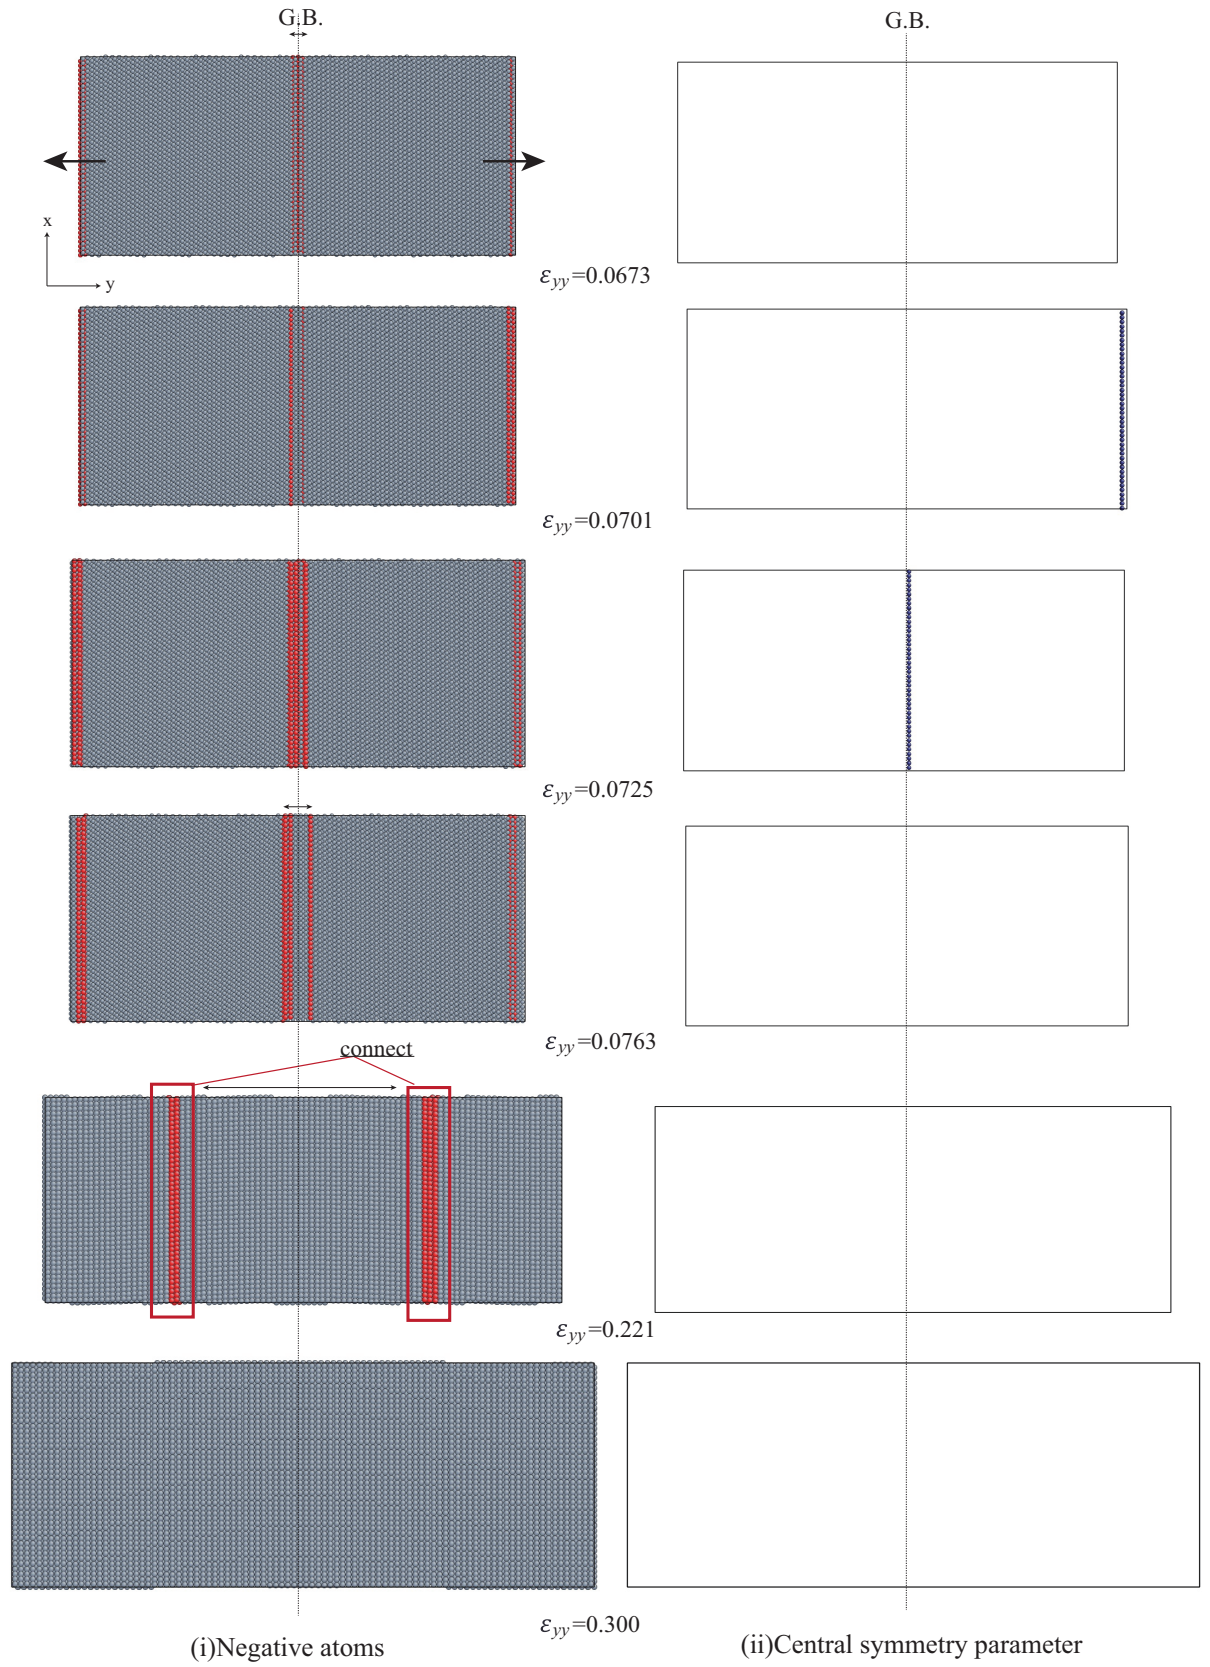 G.B.
G.B.
x
y
εyy=0.0673
εyy=0.0701
εyy=0.0725
εyy=0.0763
connect
εyy=0.221
εyy=0.300
(i)Negative atoms
(ii)Central symmetry parameter